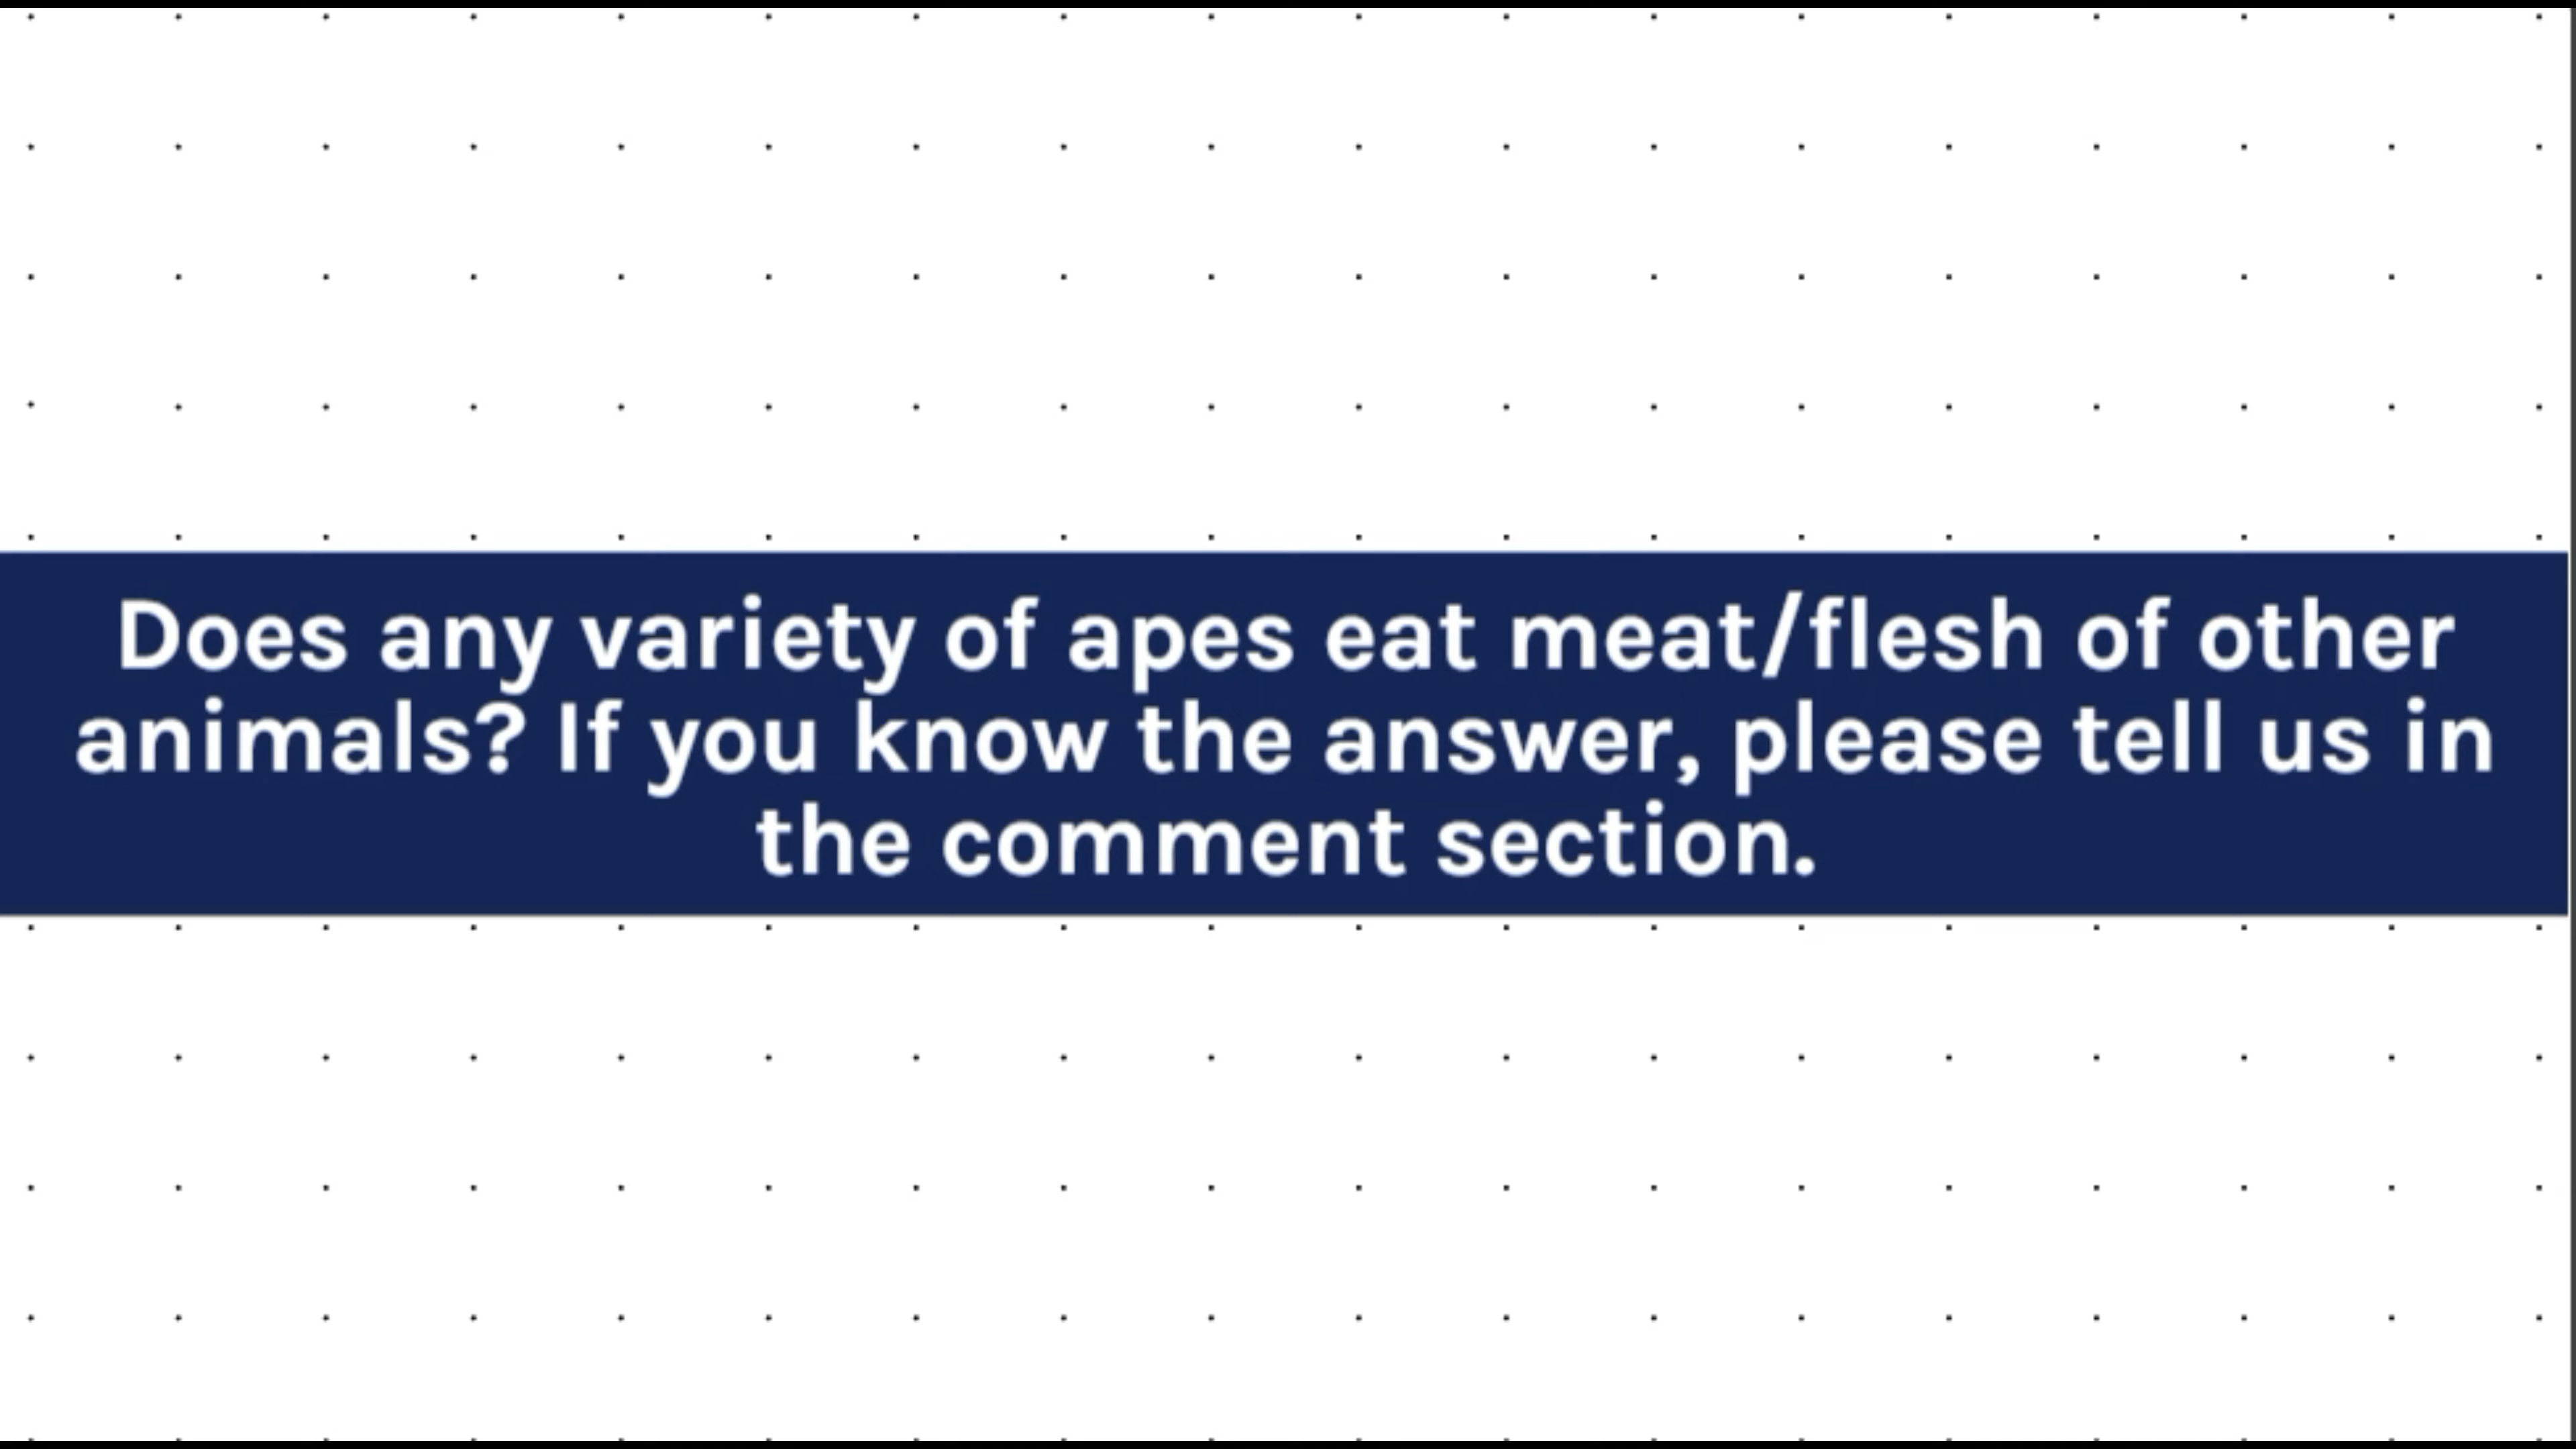 Does any variety of apes eat meat/flesh of other
animals? If you know the answer, please tell us in
the comment section.